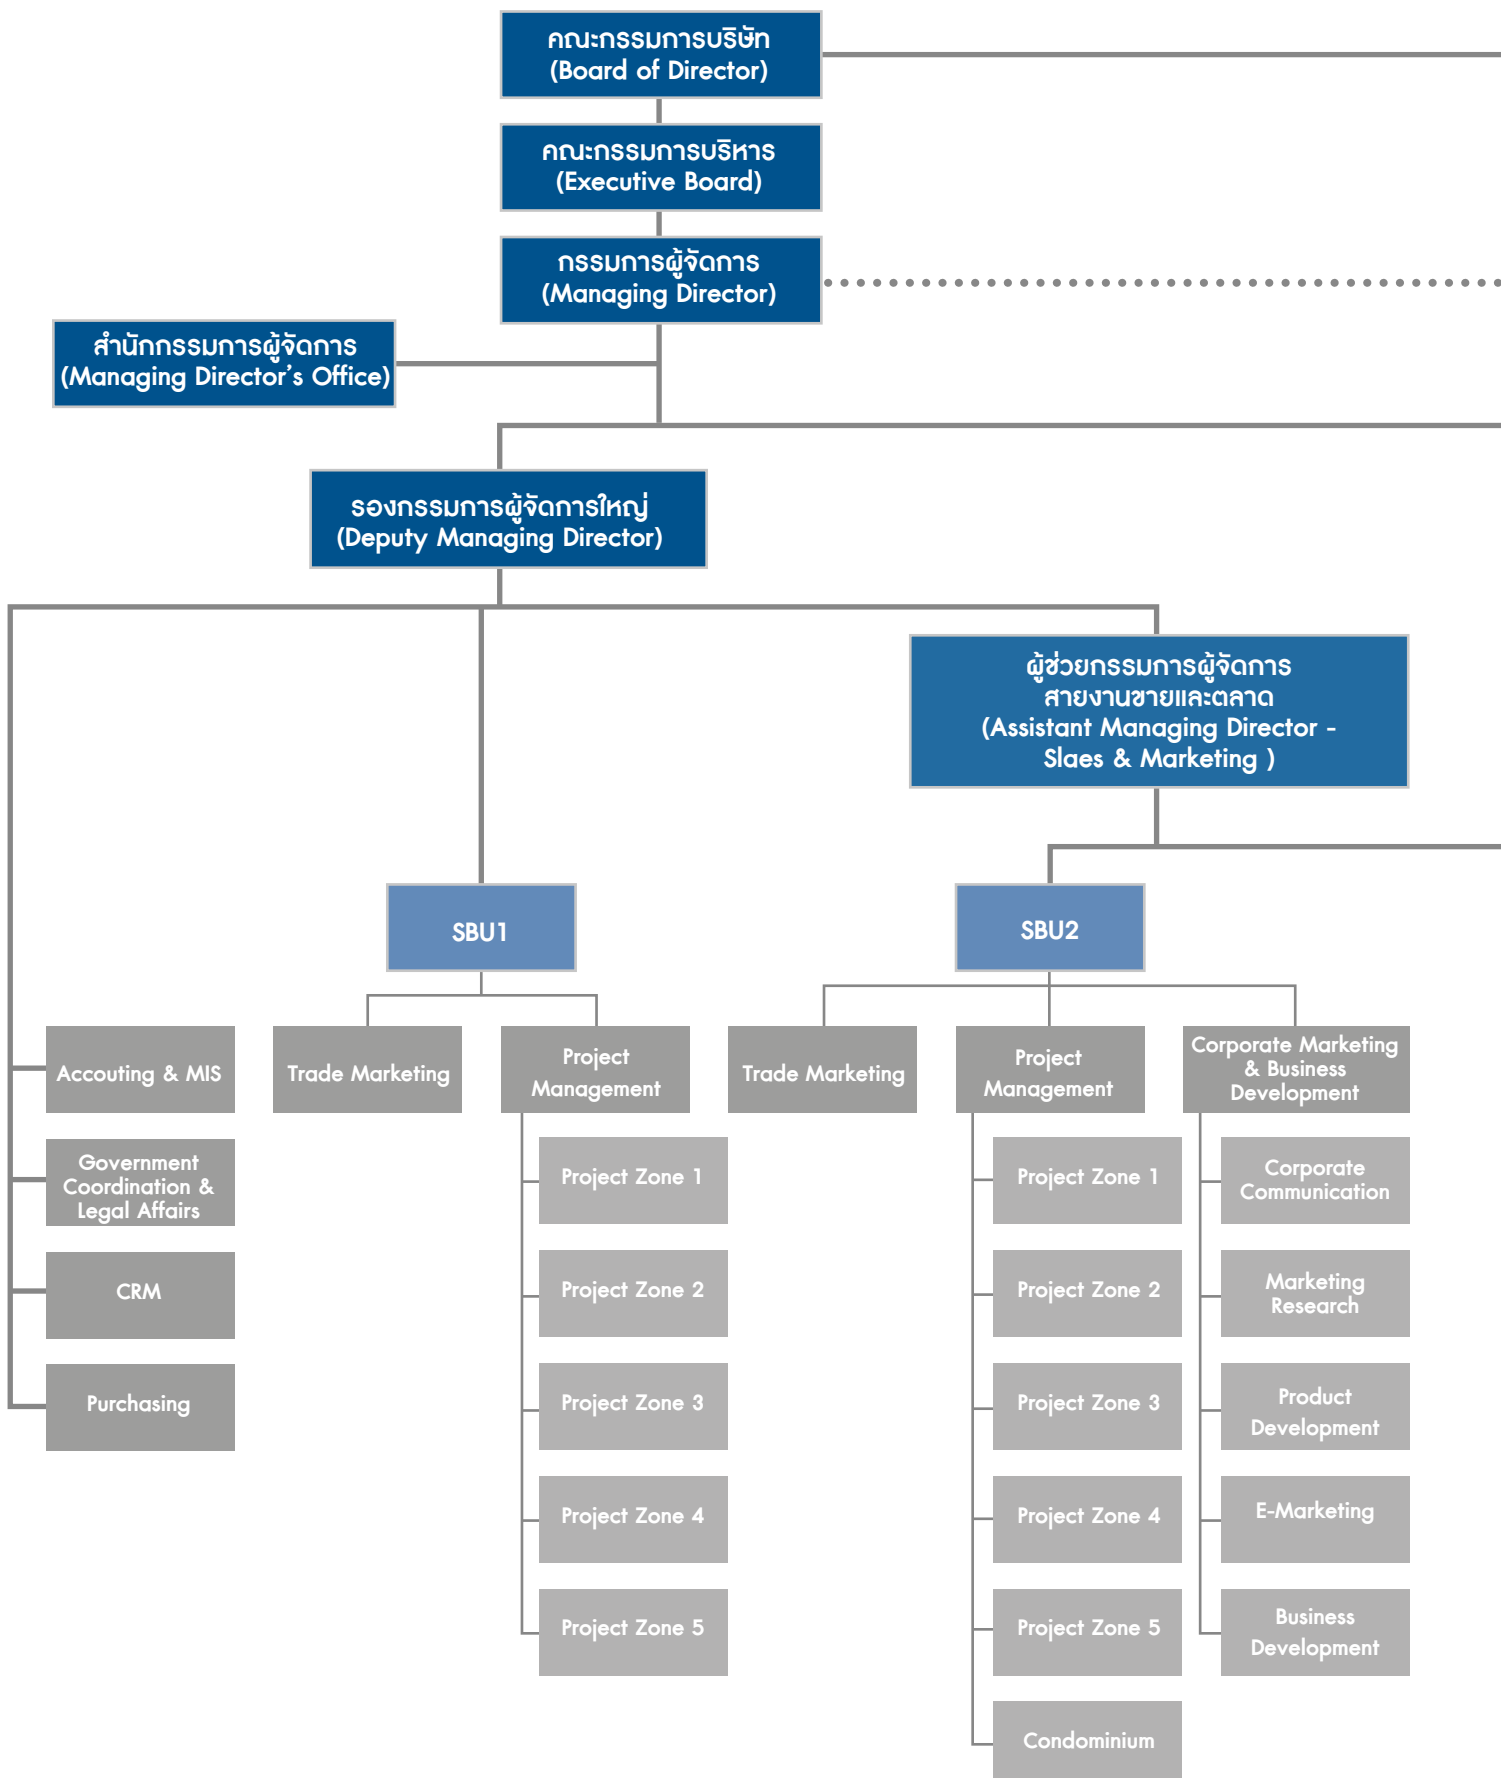 คณะกรรมการบริษัท
(Board of Director)
คณะกรรมการบริหาร
(Executive Board)
กรรมการผู้จัดการ
(Managing Director)
สำนักกรรมการผู้จัดการ
(Managing Director's Office)
รองกรรมการผู้จัดการใหญ่
(Deputy Managing Director)
ผู้ช่วยกรรมการผู้จัดการ
สายงานขายและตลาด
(Assistant Managing Director -
Slaes & Marketing )
SBU1
SBU2
Accouting & MIS
Government
Coordination &
Legal Affairs
CRM
Purchasing
Trade Marketing
Project
Management
Project Zone 1
Project Zone 2
Project Zone 3
Project Zone 4
Project Zone 5
Trade Marketing
Project
Management
Project Zone 1
Project Zone 2
Project Zone 3
Project Zone 4
Project Zone 5
Condominium
Corporate Marketing
& Business
Development
Corporate
Communication
Marketing
Research
Product
Development
E-Marketing
Business
Development